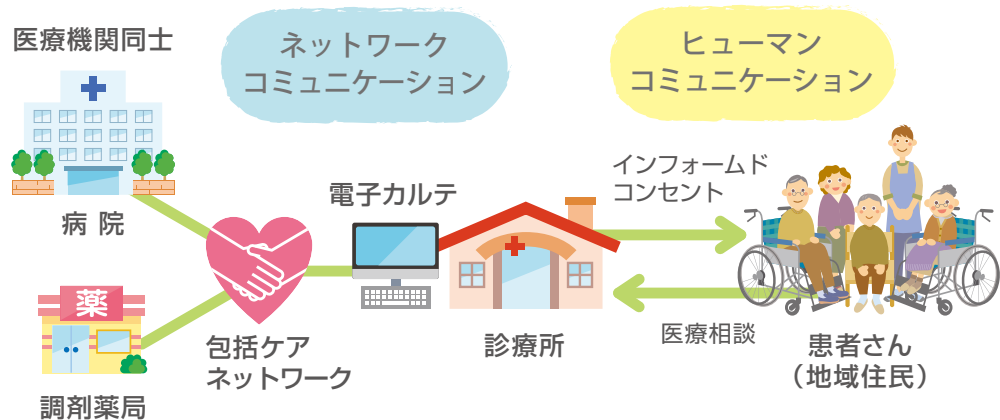 医療機関同士
ネットワーク
コミュニケーション
ヒューマン
コミュニケーション
病院
電子カルテ
インフォームド
コンセント
薬
調剤薬局
包括ケア
ネットワーク
診療所
医療相談
患者さん
（地域住民）